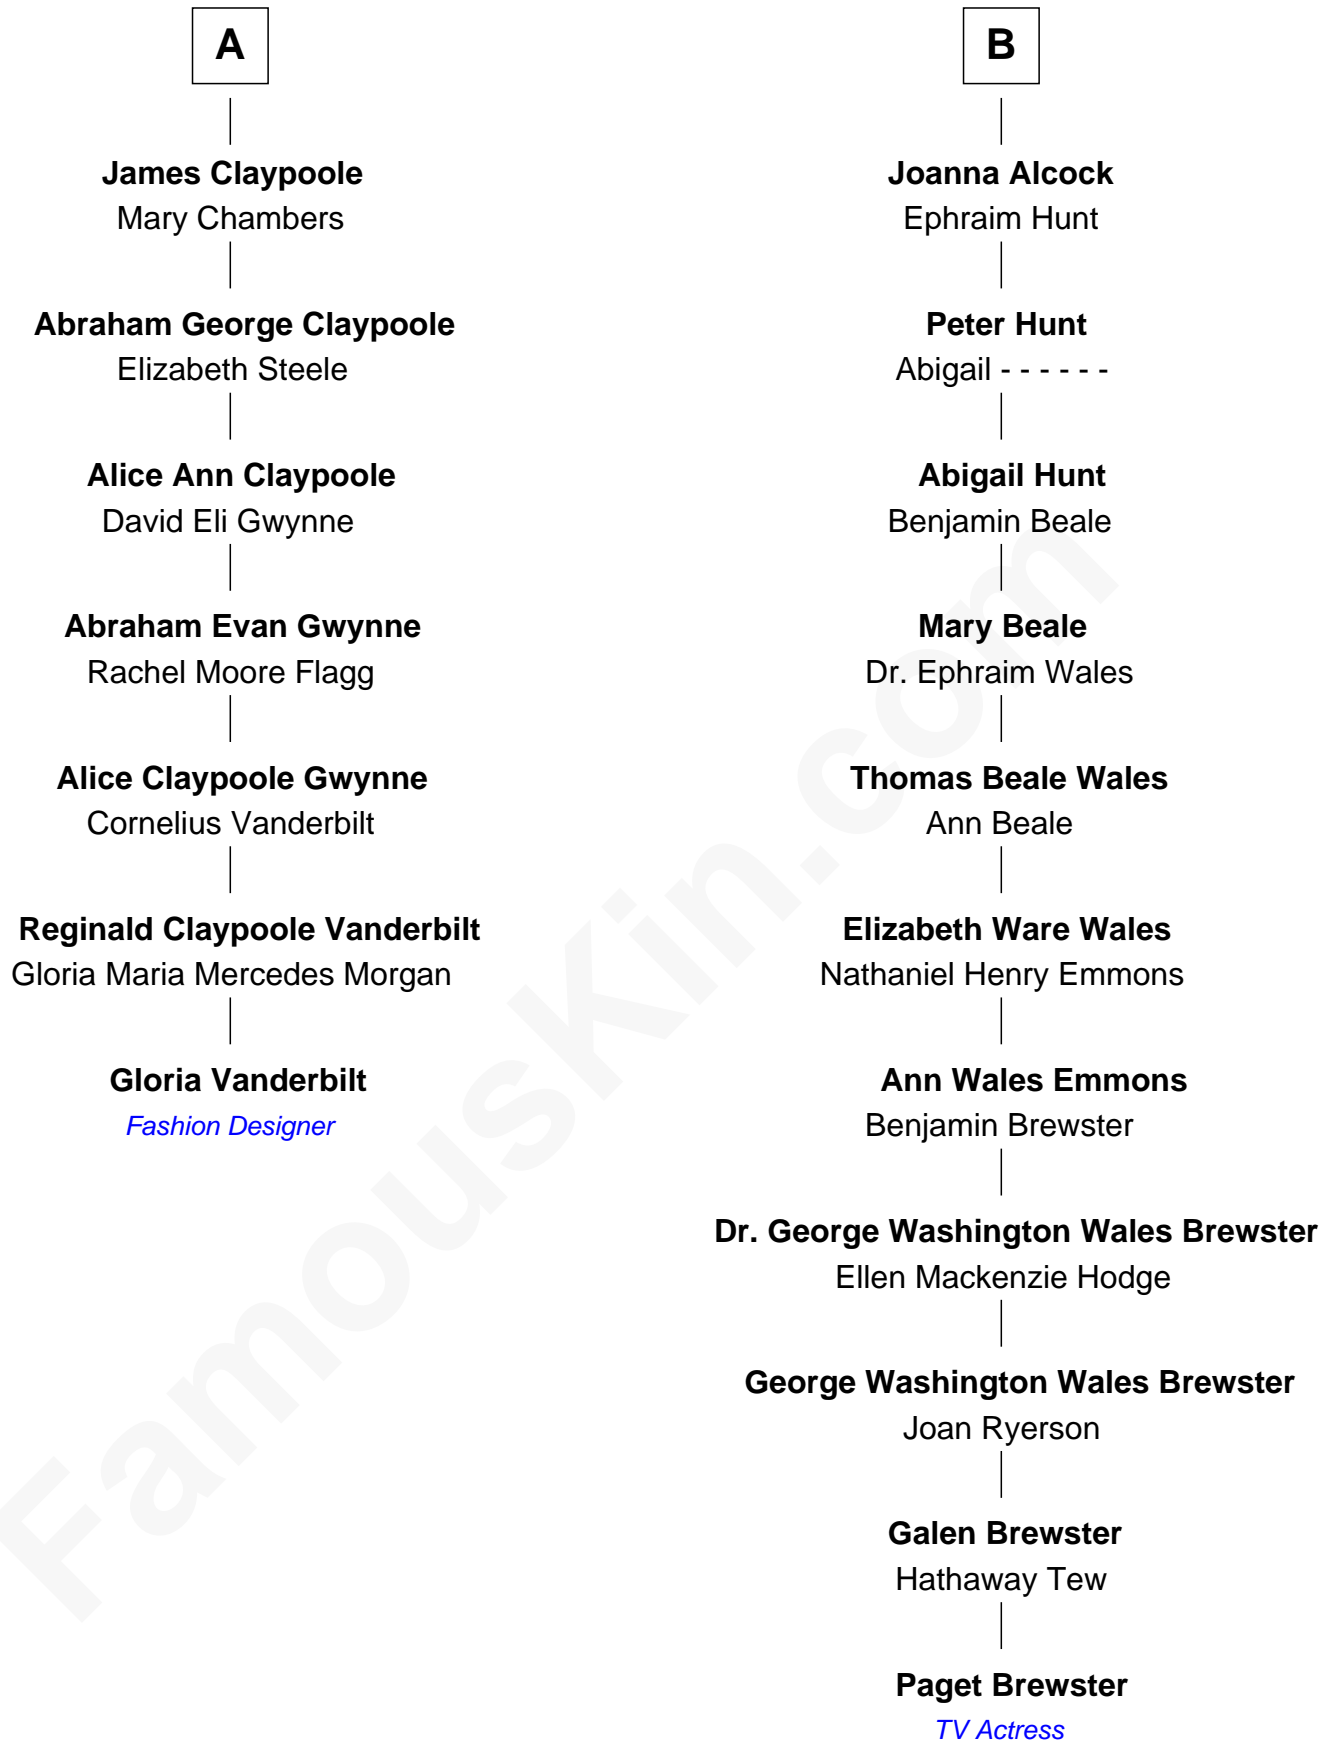 A
James Claypoole
Mary Chambers
Abraham George Claypoole
Elizabeth Steele
Alice Ann Claypoole
David Eli Gwynne
Abraham Evan Gwynne
Rachel Moore Flagg
Alice Claypoole Gwynne
Cornelius Vanderbilt
Reginald Claypoole Vanderbilt
Gloria Maria Mercedes Morgan
Gloria Vanderbilt
Fashion Designer
B
Joanna Alcock
Ephraim Hunt
Peter Hunt
Abigail - - - - - -
Abigail Hunt
Benjamin Beale
Mary Beale
Dr. Ephraim Wales
Thomas Beale Wales
Ann Beale
Elizabeth Ware Wales
Nathaniel Henry Emmons
Ann Wales Emmons
Benjamin Brewster
Dr. George Washington Wales Brewster
Ellen Mackenzie Hodge
George Washington Wales Brewster
Joan Ryerson
Galen Brewster
Hathaway Tew
Paget Brewster
TV Actress
FamousKin.com